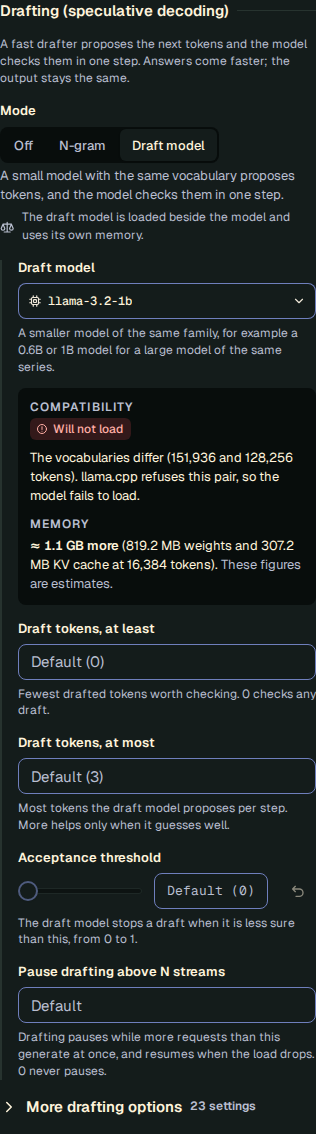 Drafting (speculative decoding)
A fast drafter proposes the next tokens and the model
checks them in one step. Answers come faster; the
output stays the same.
Mode
Off N-gram Draft model
A small model with the same vocabulary proposes
tokens, and the model checks them in one step.
The draft model is loaded beside the model and
uses its own memory.
Draft model
llama-3.2-1b
A smaller model of the same family, for example a
0.6B or 1B model for a large model of the same
series.
COMPATIBILITY
Will not load
The vocabularies differ (151,936 and 128,256
tokens). llama.cpp refuses this pair, so the
model fails to load.
MEMORY
≈ 1.1 GB more (819.2 MB weights and 307.2
MB KV cache at 16,384 tokens). These figures
are estimates.
Draft tokens, at least
Default (0)
Fewest drafted tokens worth checking. 0 checks any
draft.
Draft tokens, at most
Default (3)
Most tokens the draft model proposes per step.
More helps only when it guesses well.
Acceptance threshold
Default (0)
The draft model stops a draft when it is less sure
than this, from 0 to 1.
Pause drafting above N streams
Default
Drafting pauses while more requests than this
generate at once, and resumes when the load drops.
0 never pauses.
More drafting options 23 settings